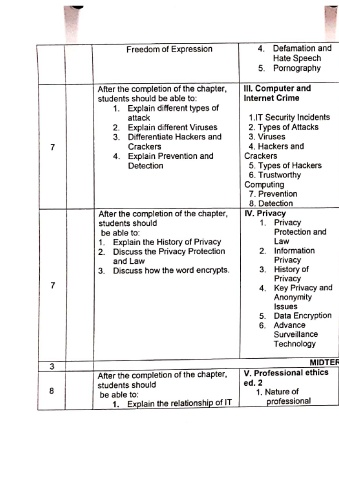 Freedom of Expression
4. Defamation and
Hate Speech
5. Pornography
7
After the completion of the chapter,
students should be able to:
1. Explain different types of
attack
2. Explain different Viruses
3. Differentiate Hackers and
Crackers
4. Explain Prevention and
Detection
III. Computer and
Internet Crime
1.IT Security Incidents
2. Types of Attacks
3. Viruses
4. Hackers and
Crackers
5. Types of Hackers
6. Trustworthy
Computing
7. Prevention
8. Detection
7
After the completion of the chapter,
students should
be able to:
1. Explain the History of Privacy
2. Discuss the Privacy Protection
and Law
3. Discuss how the word encrypts.
IV. Privacy
1. Privacy
Protection and
Law
2. Information
Privacy
3. History of
Privacy
4. Key Privacy and
Anonymity
Issues
5. Data Encryption
6. Advance
Surveillance
Technology
3
MIDTER
8
After the completion of the chapter,
students should
be able to:
1. Explain the relationship of IT
V. Professional ethics
ed. 2
1. Nature of
professional